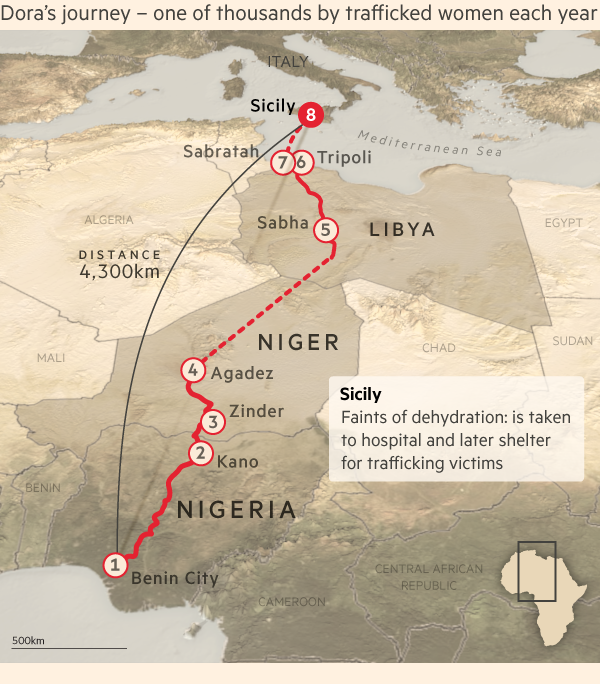 Dora’s journey – one of thousands by trafficked women each year
ITALY
Sicily
8
Mediterranean Sea
Sabratah
7
6
Tripoli
ALGERIA
Sabha
5
LIBYA
EGYPT
DISTANCE
4,300km
NIGER
MALI
CHAD
SUDAN
4
Agadez
Sicily
Faints of dehydration: is taken
to hospital and later shelter
for trafficking victims
Zinder
3
2
Kano
BENIN
NIGERIA
1
Benin City
CENTRAL AFRICAN
REPUBLIC
CAMEROON
500km